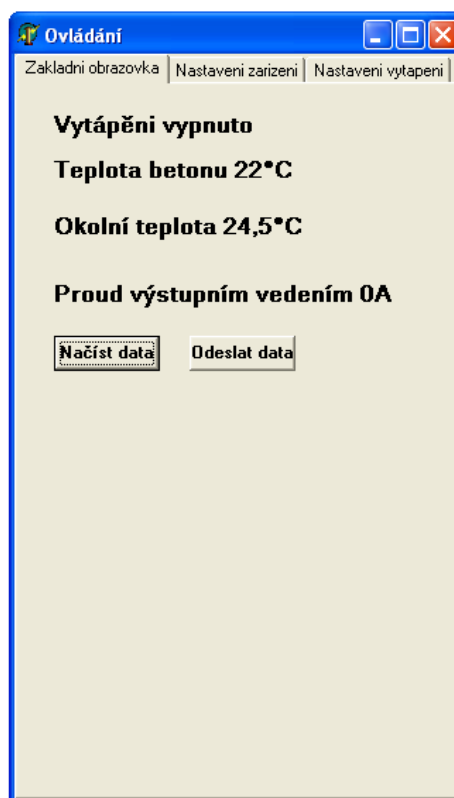 Ovládání
Zakladni obrazovka Nastaveni zarizeni Nastaveni vytapeni
Vytápěni vypnuto
Teplota betonu 22°C
Okolní teplota 24,5°C
Proud výstupním vedením 0A
Načíst data Odeslat data